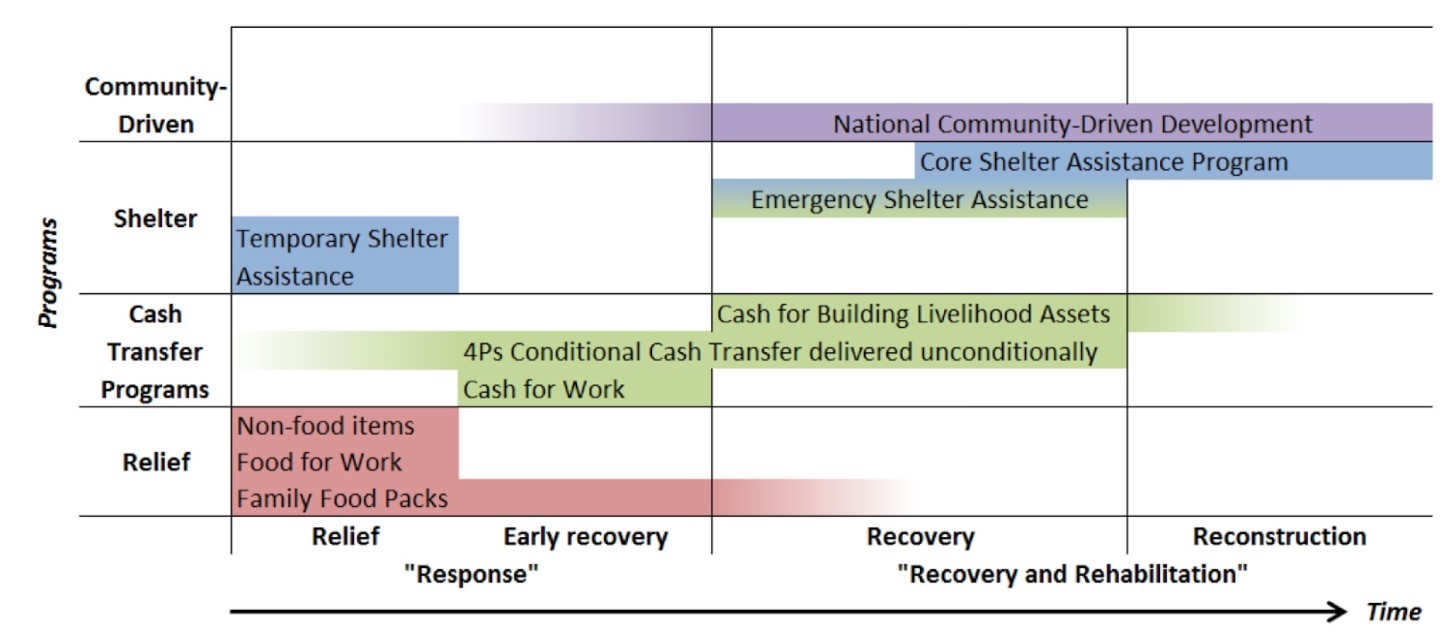 Community-
Driven
National Community-Driven Development
Core Shelter Assistance Program
Emergency Shelter Assistance
Shelter
Temporary Shelter
Assistance
Programs
Cash
Transfer
Programs
Cash for Building Livelihood Assets
4Ps Conditional Cash Transfer delivered unconditionally
Cash for Work
Relief
Non-food items
Food for Work
Family Food Packs
Relief
Early recovery
Recovery
Reconstruction
"Response"
"Recovery and Rehabilitation"
Time